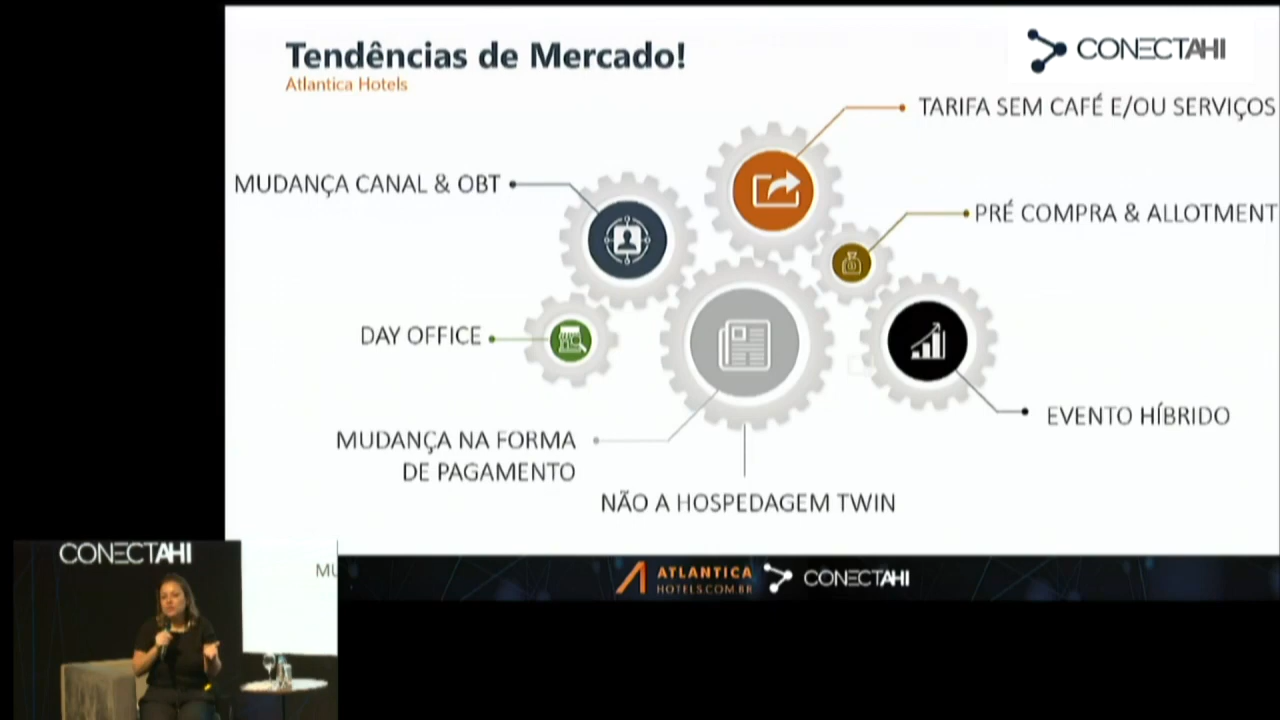 Tendências de Mercado!
Atlantica Hotels
CONECTAHI
TARIFA SEM CAFÉ E/OU SERVIÇOS
MUDANÇA CANAL & OBT
PRÉ COMPRA & ALLOTMENT
DAY OFFICE
EVENTO HÍBRIDO
MUDANÇA NA FORMA
DE PAGAMENTO
NÃO A HOSPEDAGEM TWIN
CONECTAHI
MU
ATLANTICA
HOTELS.COM.BR
CONECTAHI